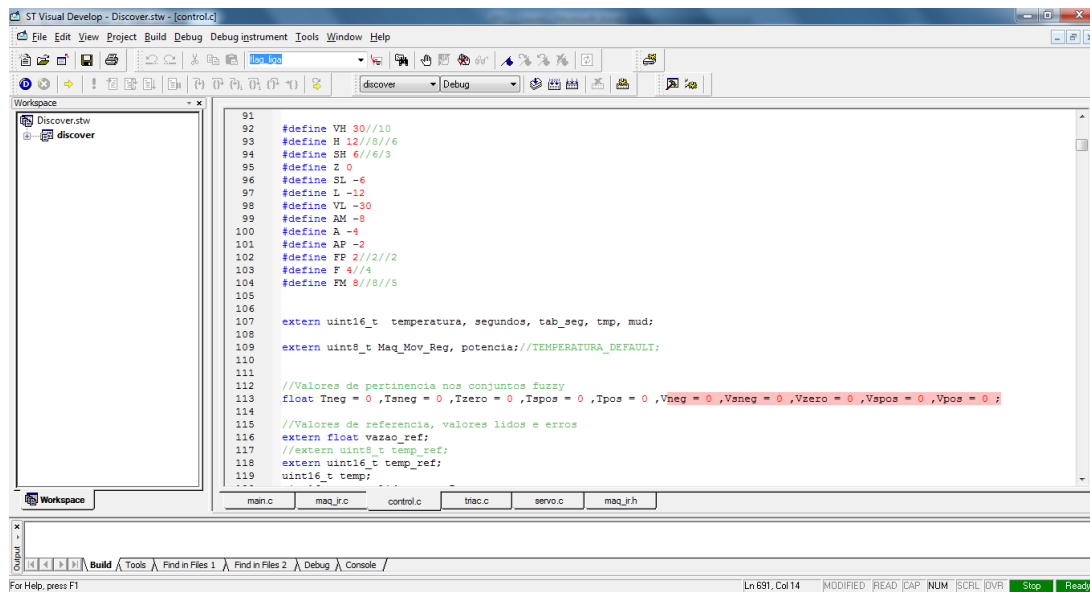 ST Visual Develop - Discover.stw - [control.c]
File Edit View Project Build Debug Debug instrument Tools Window Help
flag_liga
discover Debug
Workspace
Discover.stw
discover
91
92 #define VH 30//10
93 #define H 12//8//6
94 #define SH 6//6/3
95 #define Z 0
96 #define SL -6
97 #define L -12
98 #define VL -30
99 #define AM -8
100 #define A -4
101 #define AP -2
102 #define FP 2//2//2
103 #define F 4//4
104 #define FM 8//8//5
105
106
107 extern uint16_t  temperatura, segundos, tab_seg, tmp, mud;
108
109 extern uint8_t Maq_Mov_Reg, potencia;//TEMPERATURA_DEFAULT;
110
111
112 //Valores de pertinencia nos conjuntos fuzzy
113 float Tneg = 0 ,Tsneg = 0 ,Tzero = 0 ,Tspos = 0 ,Tpos = 0 ,Vneg = 0 ,Vsneg = 0 ,Vzero = 0 ,Vspos = 0 ,Vpos = 0 ;
114
115 //Valores de referencia, valores lidos e erros
116 extern float vazao_ref;
117 //extern uint8_t temp_ref;
118 extern uint16_t temp_ref;
119 uint16_t temp;
Workspace
main.c maq_ir.c control.c triac.c servo.c maq_ir.h
Output
Build Tools Find in Files 1 Find in Files 2 Debug Console
For Help, press F1 Ln 691, Col 14 MODIFIED READ CAP NUM SCRL OVR Stop Ready